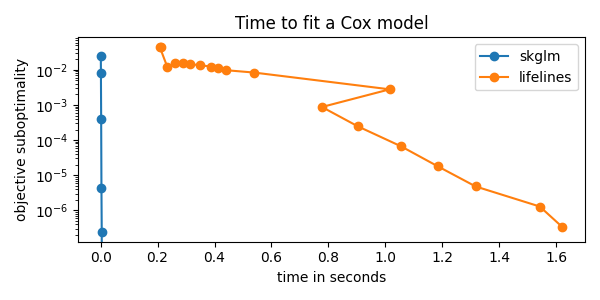 Time to fit a Cox model
skglm
lifelines
objective suboptimality
10⁻²
10⁻³
10⁻⁴
10⁻⁵
10⁻⁶
0.0 0.2 0.4 0.6 0.8 1.0 1.2 1.4 1.6
time in seconds